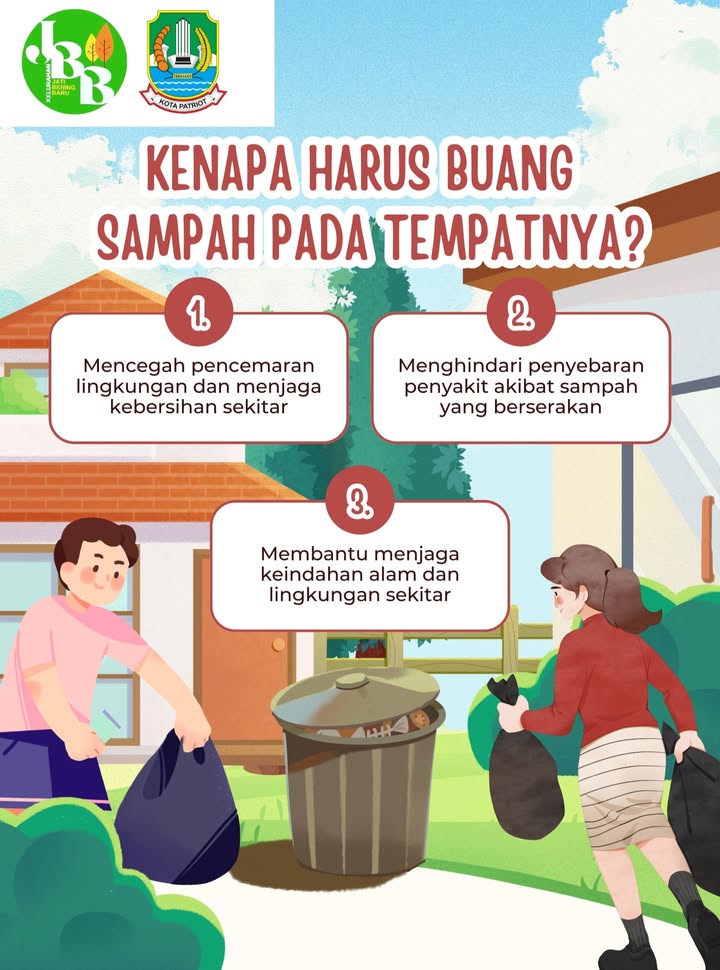 JBB
KELURAHAN
JATI
BENING
BARU
KOTA PATRIOT
KENAPA HARUS BUANG
SAMPAH PADA TEMPATNYA?
1.
Mencegah pencemaran
lingkungan dan menjaga
kebersihan sekitar
2.
Menghindari penyebaran
penyakit akibat sampah
yang berserakan
3.
Membantu menjaga
keindahan alam dan
lingkungan sekitar